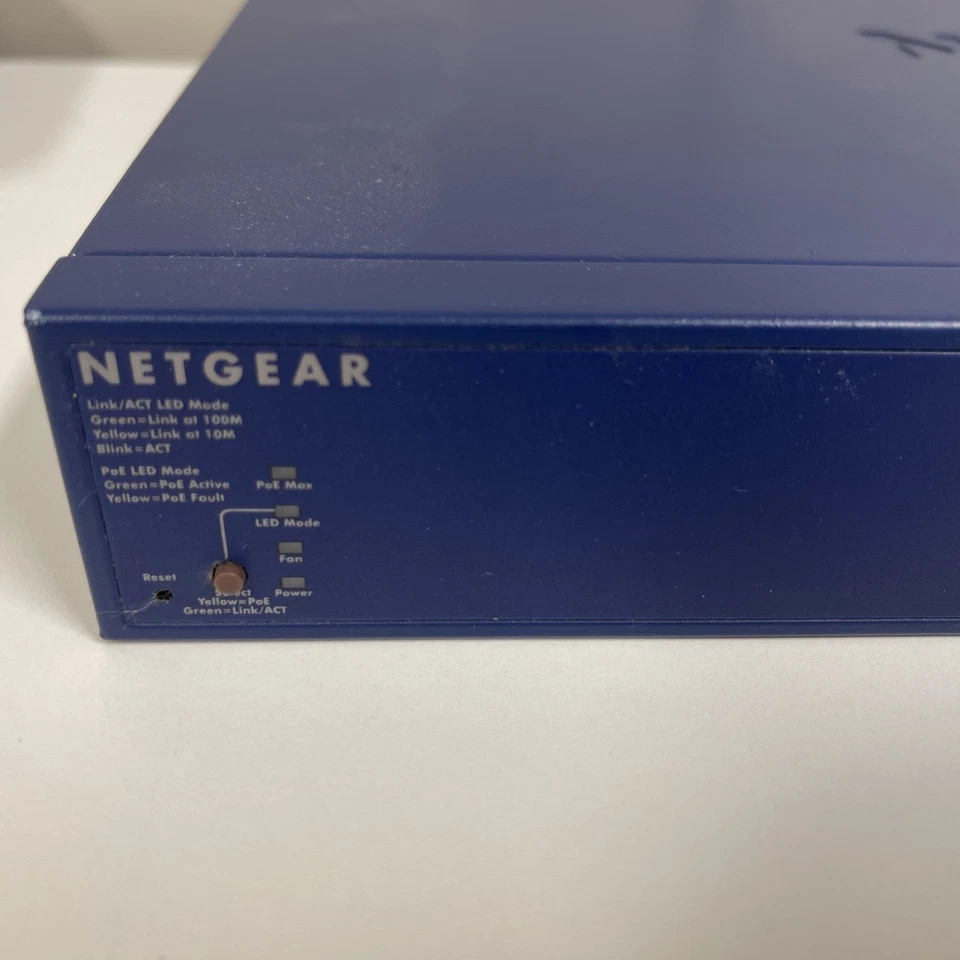 NETGEAR
Link/ACT LED Mode
Green=Link at 100M
Yellow=Link at 10M
Blink=ACT
PoE LED Mode
Green=PoE Active
Yellow=PoE Fault
PoE Max
LED Mode
Fan
Power
Reset
Select
Yellow=PoE
Green=Link/ACT